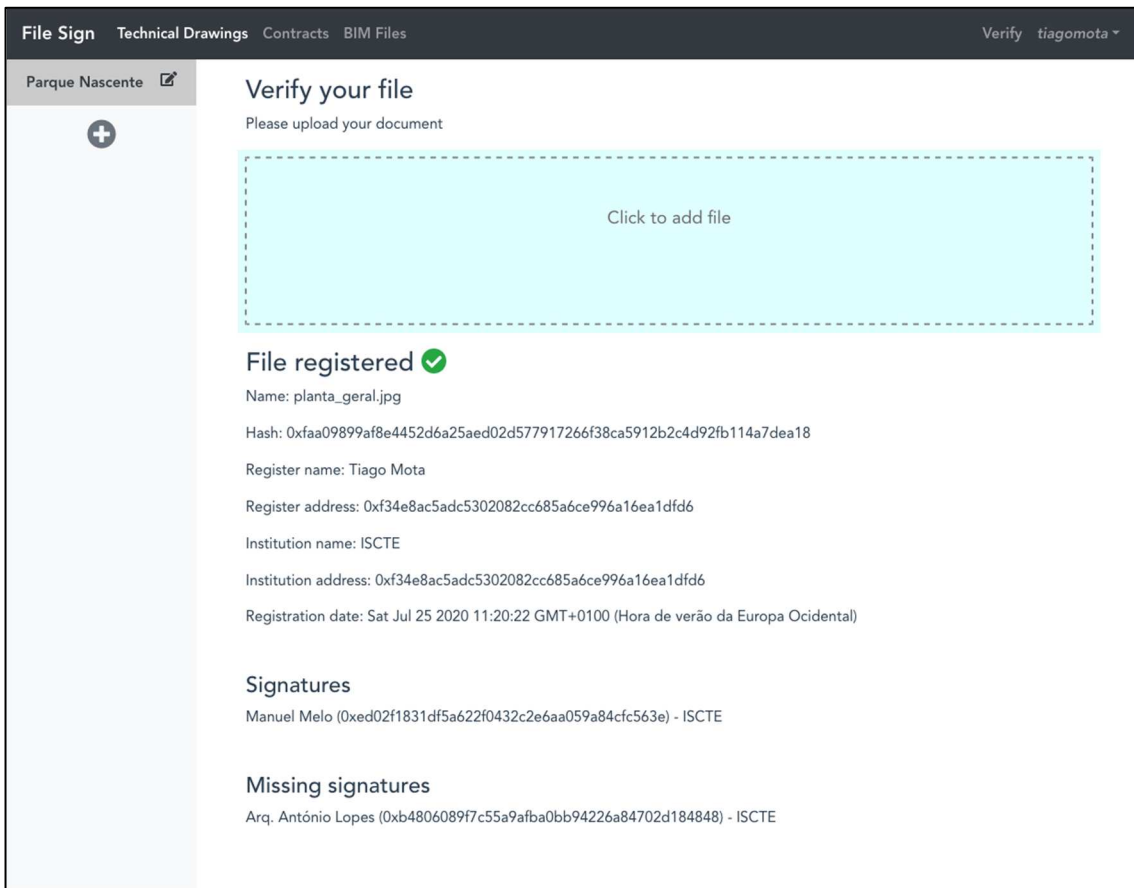 File Sign Technical Drawings Contracts BIM Files Verify tiagomota
Parque Nascente
Verify your file
Please upload your document
Click to add file
File registered
Name: planta_geral.jpg
Hash: 0xfaa09899af8e4452d6a25aed02d577917266f38ca5912b2c4d92fb114a7dea18
Register name: Tiago Mota
Register address: 0xf34e8ac5adc5302082cc685a6ce996a16ea1dfd6
Institution name: ISCTE
Institution address: 0xf34e8ac5adc5302082cc685a6ce996a16ea1dfd6
Registration date: Sat Jul 25 2020 11:20:22 GMT+0100 (Hora de verão da Europa Ocidental)
Signatures
Manuel Melo (0xed02f1831df5a622f0432c2e6aa059a84cfc563e) - ISCTE
Missing signatures
Arq. António Lopes (0xb4806089f7c55a9afba0bb94226a84702d184848) - ISCTE